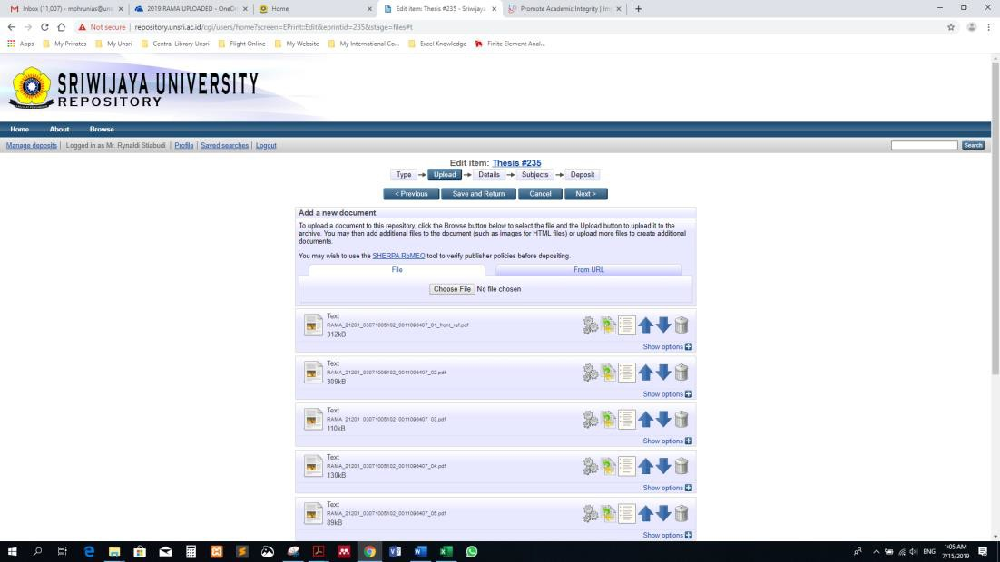 Inbox (11,007) - mohrunias@uns
2019 RAMA UPLOADED - OneDr
Home
Edit item: Thesis #235 - Sriwijaya
Promote Academic Integrity | Im
Not secure | repository.unsri.ac.id/cgi/users/home?screen=EPrint::Edit&eprintid=235&stage=files#t
Apps My Privates My Unsri Central Library Unsri Flight Online My Website My International Co... Excel Knowledge Finite Element Anal...
SRIWIJAYA UNIVERSITY
REPOSITORY
Home About Browse
Manage deposits | Logged in as Mr. Rynaldi Stiabudi | Profile | Saved searches | Logout
Search
Edit item: Thesis #235
Type Upload Details Subjects Deposit
< Previous Save and Return Cancel Next >
Add a new document
To upload a document to this repository, click the Browse button below to select the file and the Upload button to upload it to the
archive. You may then add additional files to the document (such as images for HTML files) or upload more files to create additional
documents.
You may wish to use the SHERPA RoMEO tool to verify publisher policies before depositing.
File From URL
Choose File No file chosen
Text
RAMA_21201_03071005102_0011096407_01_front_ref.pdf
312kB
Show options
Text
RAMA_21201_03071005102_0011096407_02.pdf
309kB
Show options
Text
RAMA_21201_03071005102_0011096407_03.pdf
110kB
Show options
Text
RAMA_21201_03071005102_0011096407_04.pdf
130kB
Show options
Text
RAMA_21201_03071005102_0011096407_05.pdf
89kB
Show options
ENG
1:05 AM
7/15/2019